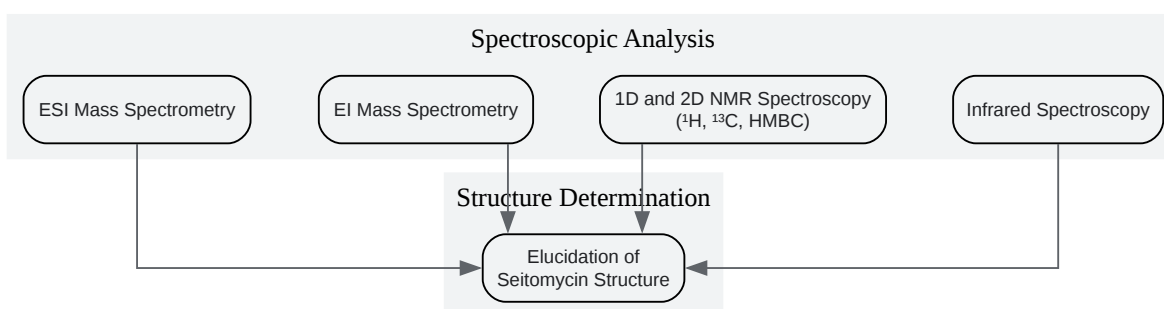 Spectroscopic Analysis
ESI Mass Spectrometry
EI Mass Spectrometry
1D and 2D NMR Spectroscopy
(¹H, ¹³C, HMBC)
Infrared Spectroscopy
Structure Determination
Elucidation of
Seitomycin Structure